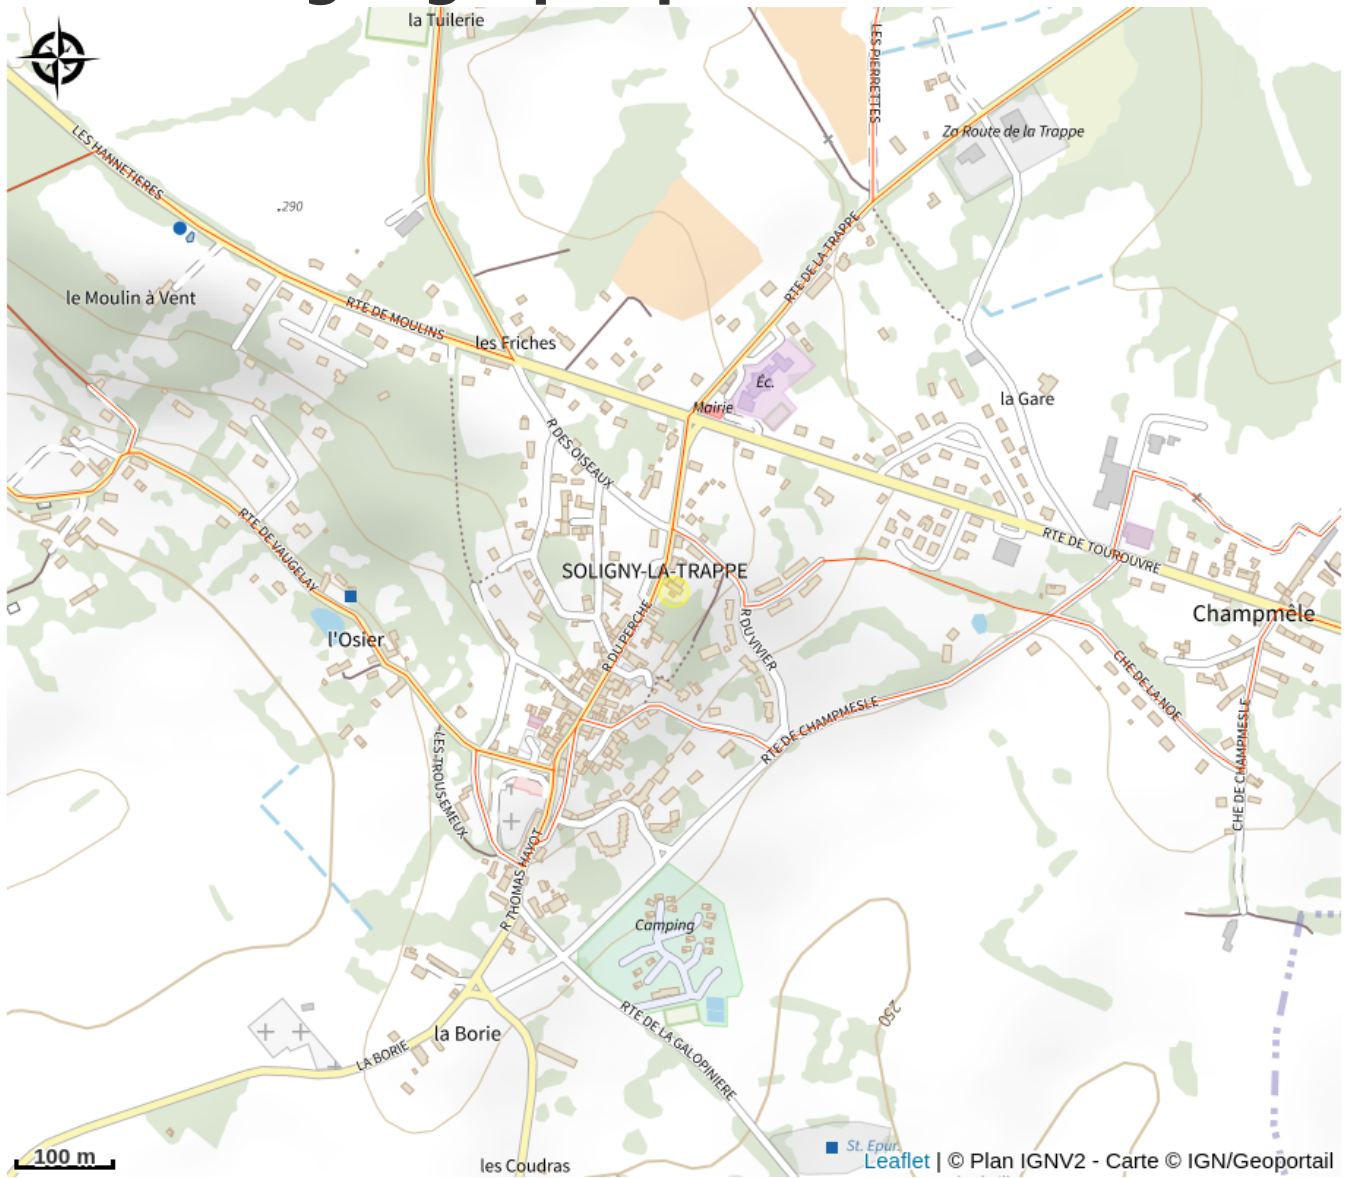 la Tuilerie
LES PIERRETTES
Za Route de la Trappe
LES HANNETIERES
.290
RTE DE LA TRAPPE
le Moulin à Vent
RTE DE MOULINS
les Friches
Éc.
Mairie
la Gare
R DES OISEAUX
RTE DE VAUGELAY
RTE DE TOUROUVRE
SOLIGNY-LA-TRAPPE
Champmêle
l'Osier
R DU PERCHE
R DU VIVIER
CHE DE LA NOE
RTE DE CHAMPMESLE
CHE DE CHAMPMESLE
LES TROUS EMEUX
R THOMAS HAYOT
Camping
250
RTE DE LA GALOPINIERE
la Borie
LA BORIE
St. Epur.
100 m
les Coudras
Leaflet | © Plan IGNV2 - Carte © IGN/Geoportail